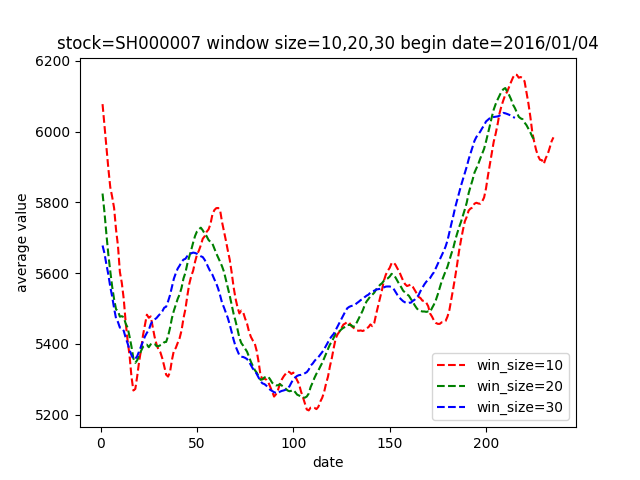 stock=SH000007 window size=10,20,30 begin date=2016/01/04
6200
6000
5800
5600
5400
5200
average value
0
50
100
150
200
date
win_size=10
win_size=20
win_size=30